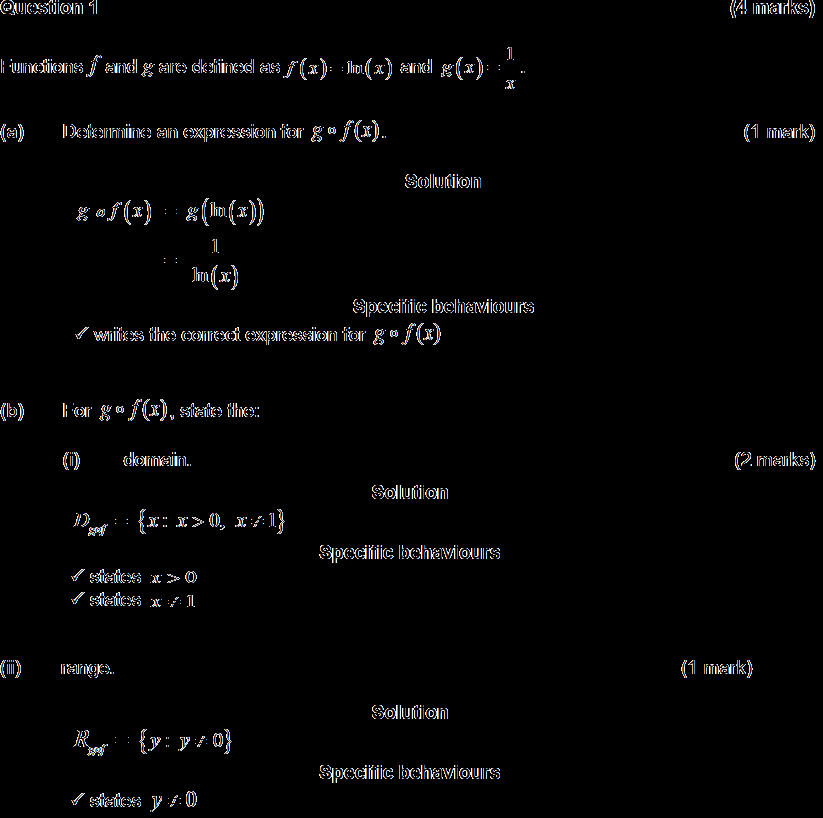 Question 1 (4 marks)
Functions f and g are defined as f(x)=ln(x) and g(x)=1/x.
(a) Determine an expression for g∘f(x). (1 mark)
Solution
g∘f(x) = g(ln(x))
= 1/ln(x)
Specific behaviours
✓ writes the correct expression for g∘f(x)
(b) For g∘f(x), state the:
(i) domain. (2 marks)
Solution
D_g∘f = {x: x > 0, x ≠ 1}
Specific behaviours
✓ states x > 0
✓ states x ≠ 1
(ii) range. (1 mark)
Solution
R_g∘f = {y: y ≠ 0}
Specific behaviours
✓ states y ≠ 0